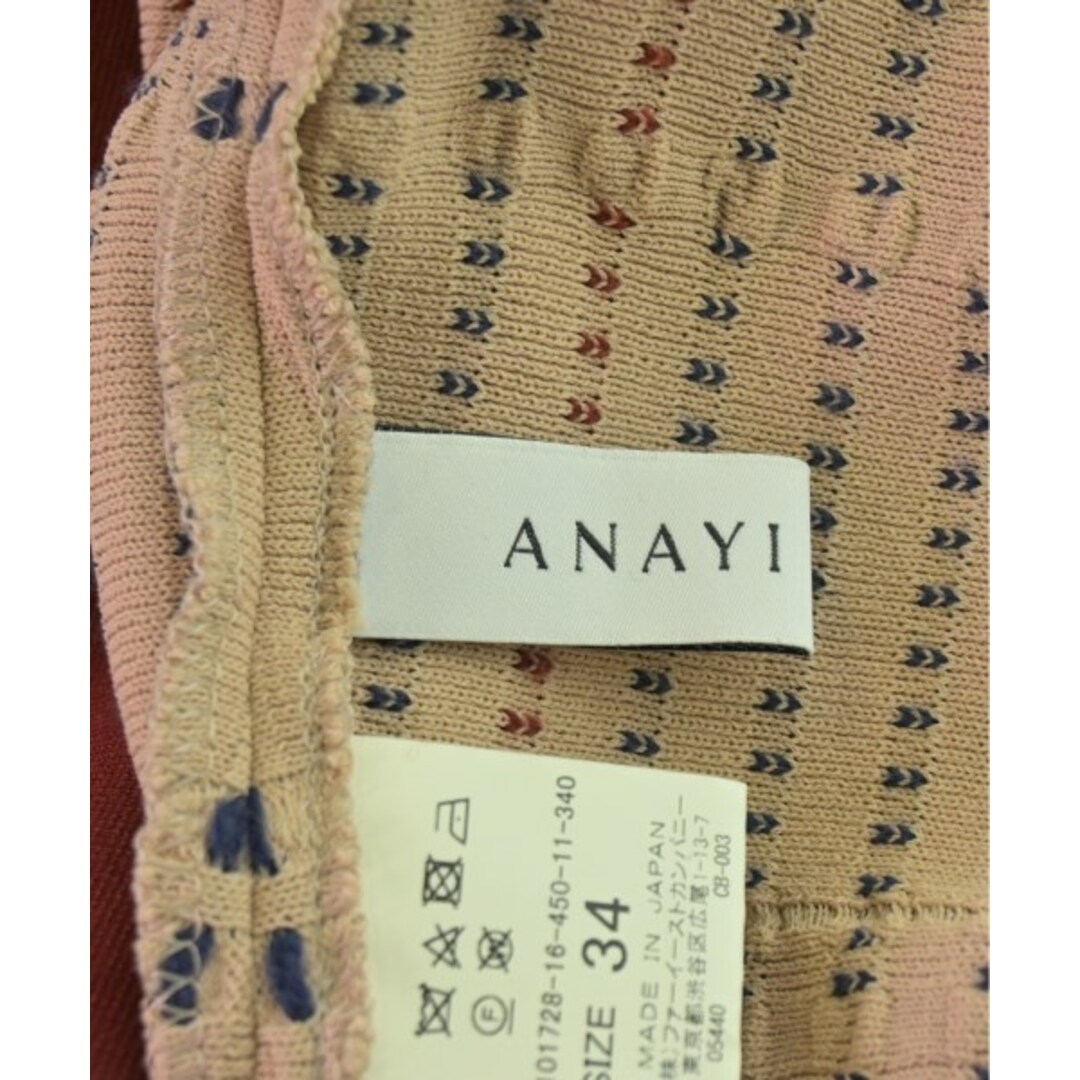 ANAYI
101728-16-450-11-340
SIZE 34
MADE IN JAPAN
株)ファーイーストカンパニー
東京都渋谷区広尾1-13-7
05440 CB-003
F